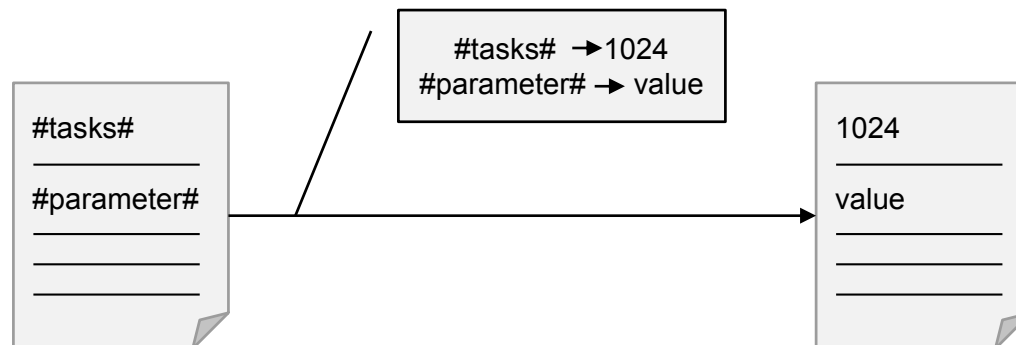 #tasks# → 1024
#parameter# → value
#tasks#
#parameter#
1024
value